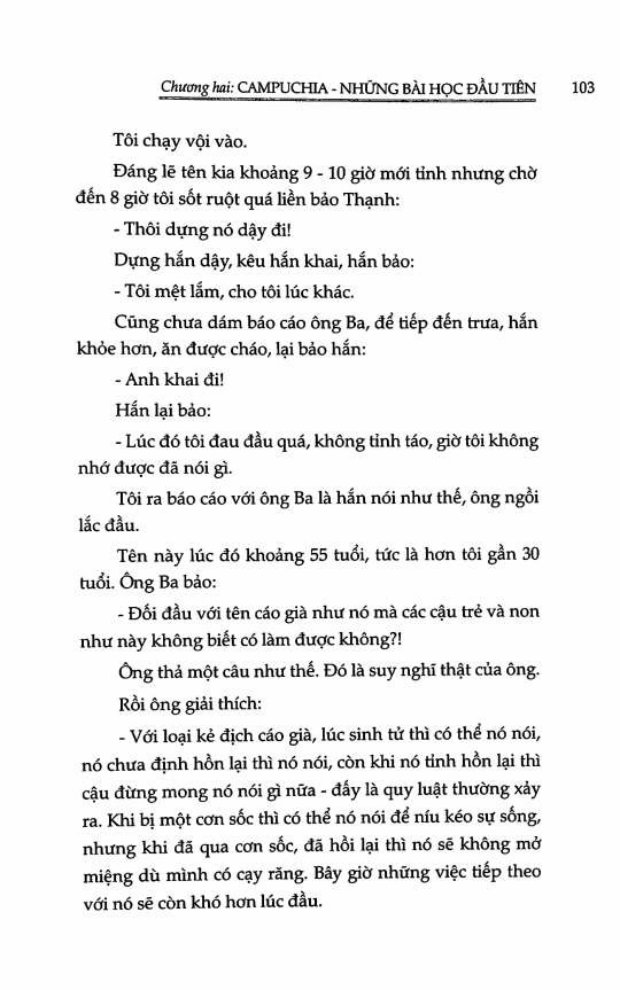 Chương hai: CAMPUCHIA - NHỮNG BÀI HỌC ĐẦU TIÊN 103
Tôi chạy vội vào.
Đáng lẽ tên kia khoảng 9 - 10 giờ mới tỉnh nhưng chờ
đến 8 giờ tôi sốt ruột quá liền bảo Thạnh:
- Thôi dựng nó dậy đi!
Dựng hắn dậy, kêu hắn khai, hắn bảo:
- Tôi mệt lắm, cho tôi lúc khác.
Cũng chưa dám báo cáo ông Ba, để tiếp đến trưa, hắn
khỏe hơn, ăn được cháo, lại bảo hắn:
- Anh khai đi!
Hắn lại bảo:
- Lúc đó tôi đau đầu quá, không tỉnh táo, giờ tôi không
nhớ được đã nói gì.
Tôi ra báo cáo với ông Ba là hắn nói như thế, ông ngồi
lắc đầu.
Tên này lúc đó khoảng 55 tuổi, tức là hơn tôi gần 30
tuổi. Ông Ba bảo:
- Đối đầu với tên cáo già như nó mà các cậu trẻ và non
như này không biết có làm được không?!
Ông thả một câu như thế. Đó là suy nghĩ thật của ông.
Rồi ông giải thích:
- Với loại kẻ địch cáo già, lúc sinh tử thì có thể nó nói,
nó chưa định hồn lại thì nó nói, còn khi nó tỉnh hồn lại thì
cậu đừng mong nó nói gì nữa - đấy là quy luật thường xảy
ra. Khi bị một cơn sốc thì có thể nó nói để níu kéo sự sống,
nhưng khi đã qua cơn sốc, đã hồi lại thì nó sẽ không mở
miệng dù mình có cạy răng. Bây giờ những việc tiếp theo
với nó sẽ còn khó hơn lúc đầu.